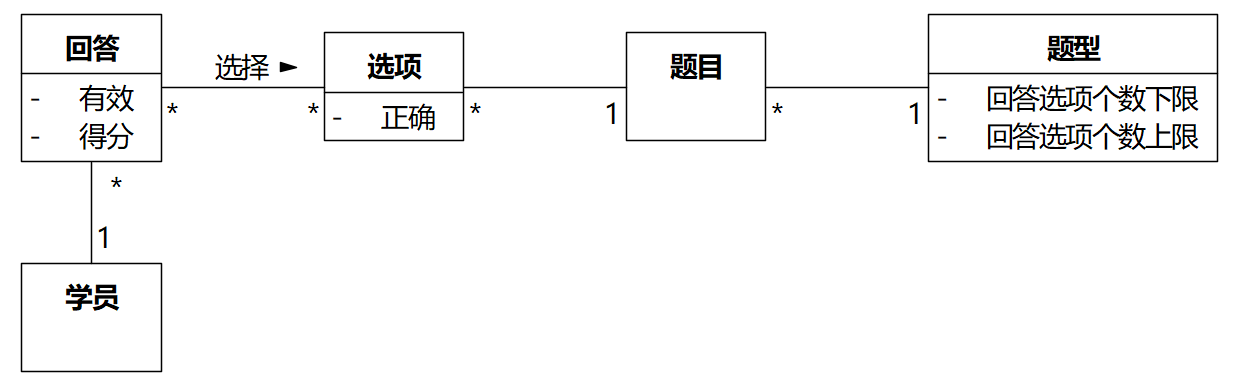 回答
- 有效
- 得分
选择 ►
* *
选项
- 正确
* 1
题目
* 1
题型
- 回答选项个数下限
- 回答选项个数上限
*
1
学员